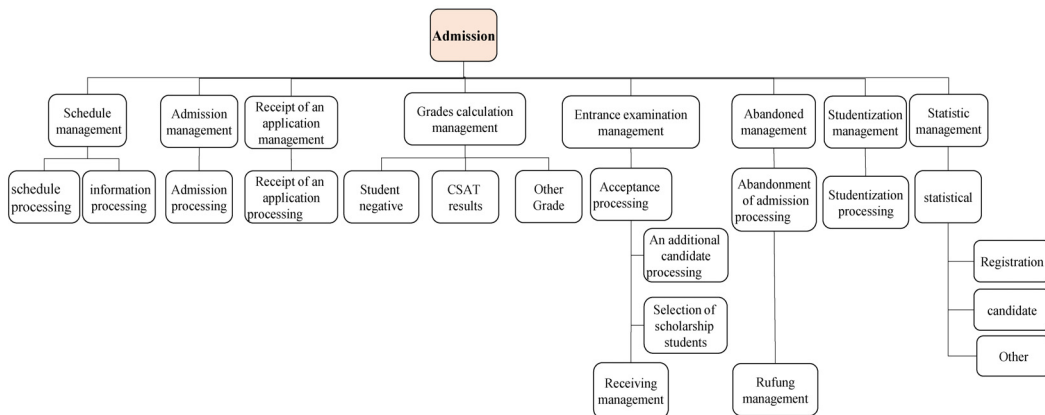 Admission
Schedule
management
Admission
management
Receipt of an
application
management
Grades calculation
management
Entrance examination
management
Abandoned
management
Studentization
management
Statistic
management
schedule
processing
information
processing
Admission
processing
Receipt of an
application
processing
Student
negative
CSAT
results
Other
Grade
Acceptance
processing
Abandonment
of admission
processing
Studentization
processing
statistical
An additional
candidate
processing
Selection of
scholarship
students
Receiving
management
Rufung
management
Registration
candidate
Other